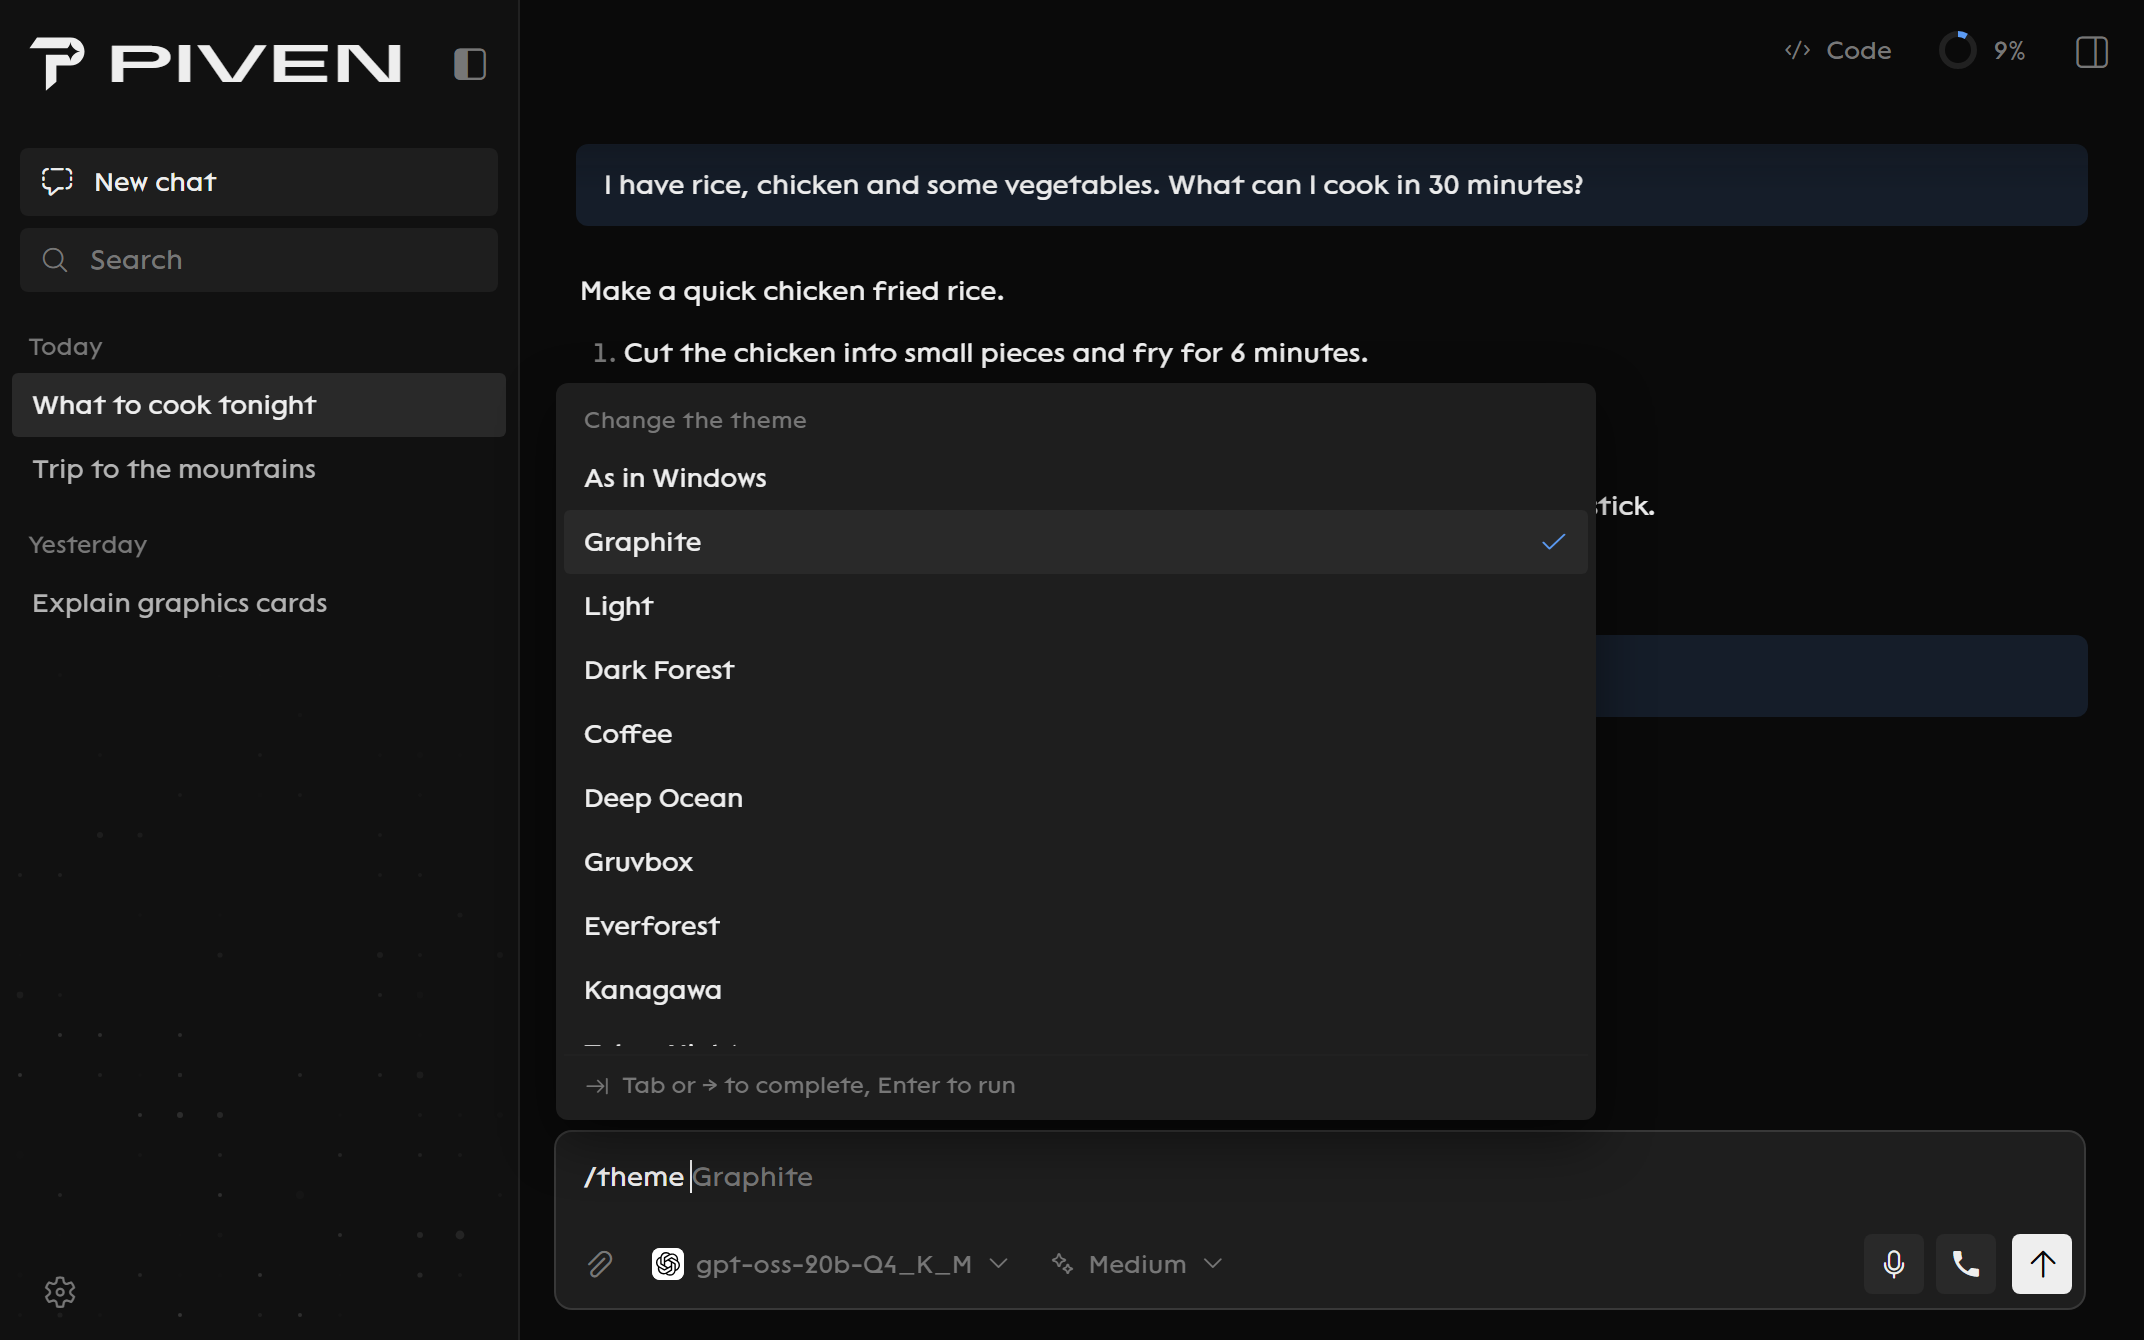 PIVEN
New chat
Search
Today
What to cook tonight
Trip to the mountains
Yesterday
Explain graphics cards
</> Code
9%
I have rice, chicken and some vegetables. What can I cook in 30 minutes?
Make a quick chicken fried rice.
1. Cut the chicken into small pieces and fry for 6 minutes.
stick.
Change the theme
As in Windows
Graphite
Light
Dark Forest
Coffee
Deep Ocean
Gruvbox
Everforest
Kanagawa
Tab or → to complete, Enter to run
/theme Graphite
gpt-oss-20b-Q4_K_M
Medium